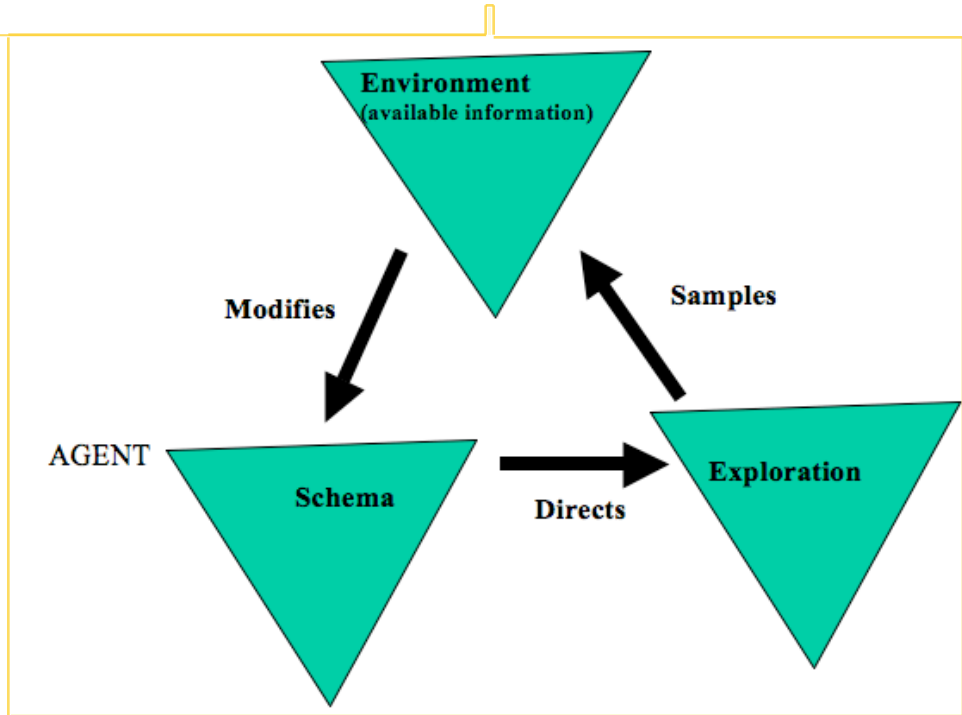 Environment
(available information)
Modifies
Samples
AGENT
Schema
Directs
Exploration